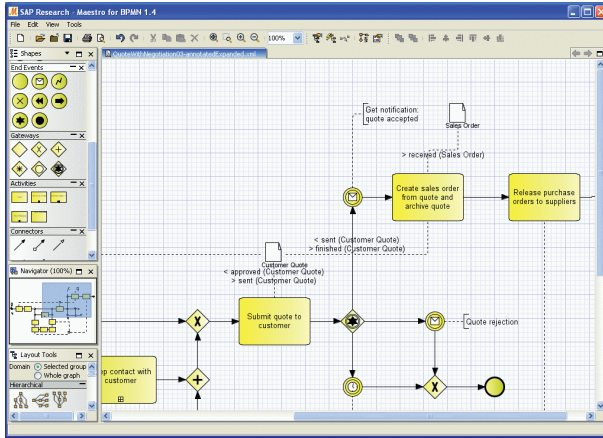 SAP Research - Maestro for BPMN 1.4
File Edit View Tools
100%
Shapes
QuoteWithNegotiation03-annotatedExpanded.xml
End Events
Gateways
Activities
Connectors
Navigator (100%)
Layout Tools
Domain Selected group
Whole graph
Hierarchical
Get notification:
quote accepted
Sales Order
> received (Sales Order)
Create sales order
from quote and
archive quote
Release purchase
orders to suppliers
< sent (Customer Quote)
> finished (Customer Quote)
Customer Quote
< approved (Customer Quote)
> sent (Customer Quote)
Submit quote to
customer
Quote rejection
ep contact with
customer